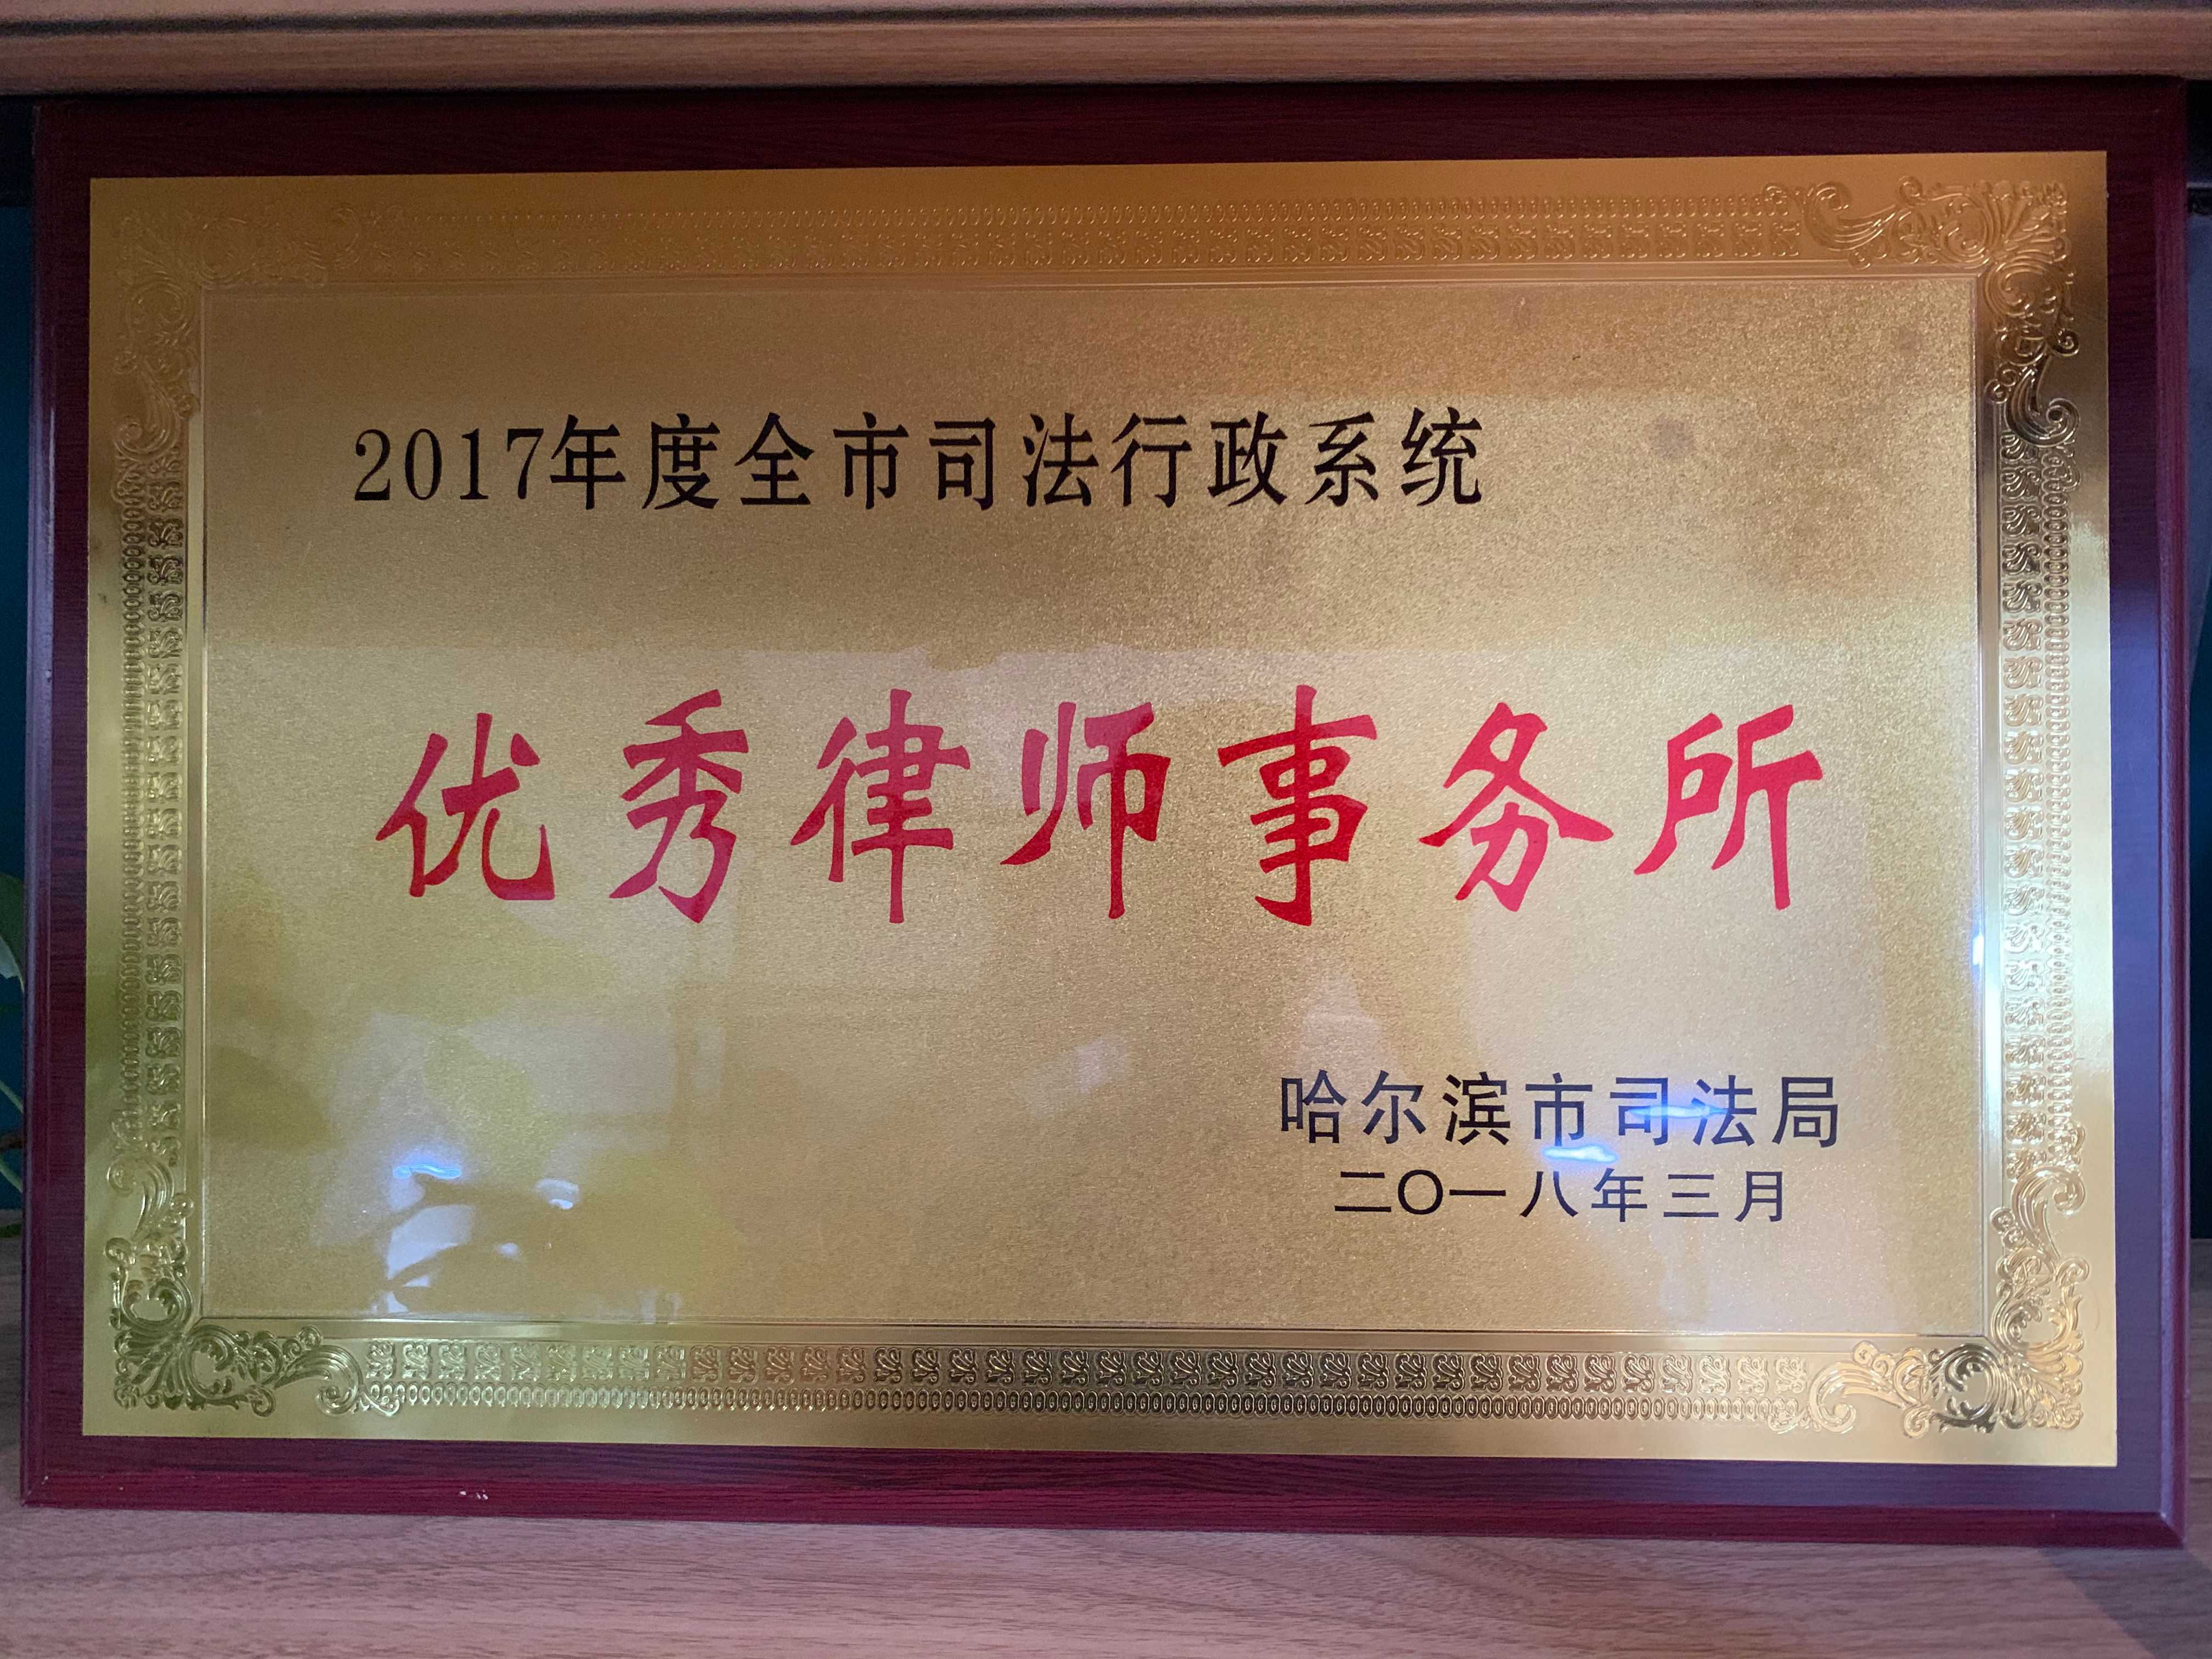 2017年度全市司法行政系统
优秀律师事务所
哈尔滨市司法局
二〇一八年三月